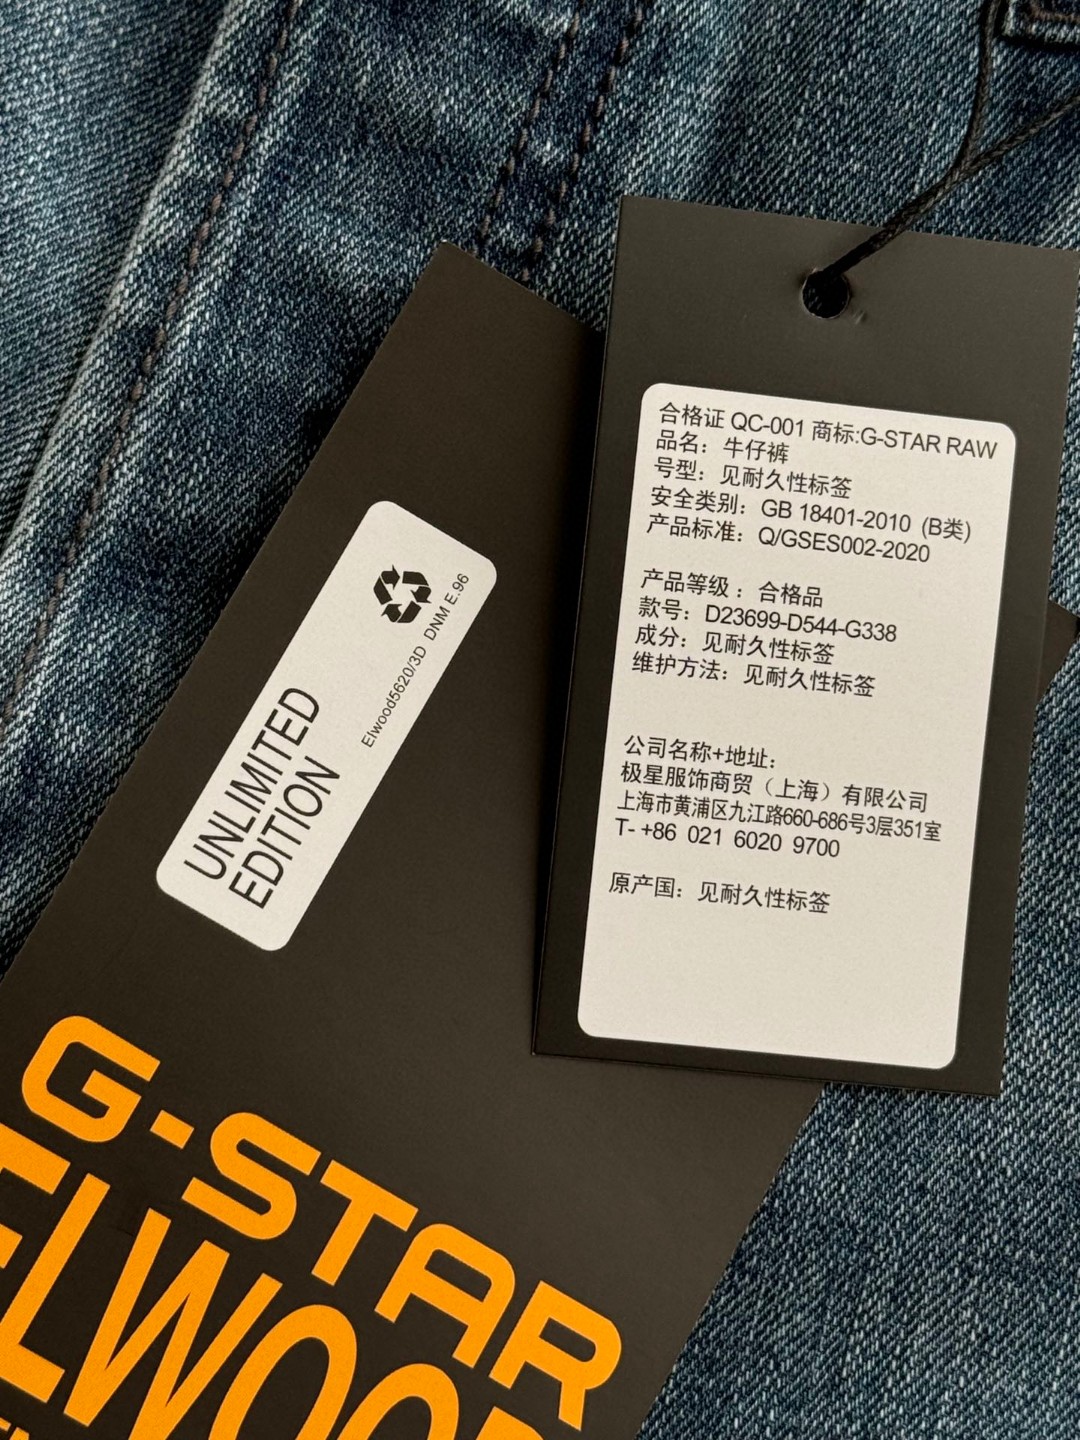 合格证 QC-001 商标:G-STAR RAW
品名：牛仔裤
号型：见耐久性标签
安全类别：GB 18401-2010 (B类)
产品标准：Q/GSES002-2020
产品等级：合格品
款号：D23699-D544-G338
成分：见耐久性标签
维护方法：见耐久性标签
公司名称+地址：
极星服饰商贸（上海）有限公司
上海市黄浦区九江路660-686号3层351室
T- +86 021 6020 9700
原产国：见耐久性标签
UNLIMITED
EDITION
Elwood5620/3D DNM E.96
G-STAR
ELWOOD